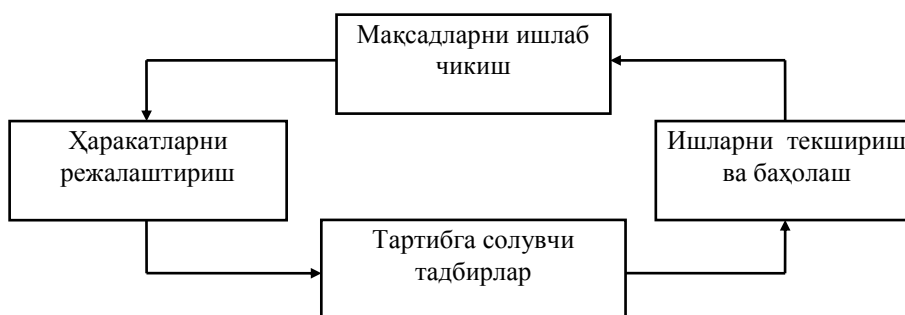 Мақсадларни ишлаб
чикиш
Ҳаракатларни
режалаштириш
Ишларни текшириш
ва баҳолаш
Тартибга солувчи
тадбирлар